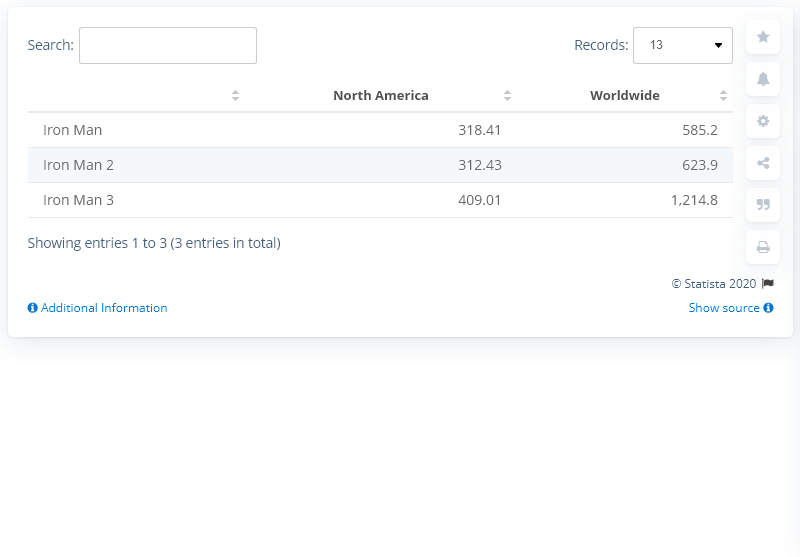 Search:
Records: 13
North America Worldwide
Iron Man 318.41 585.2
Iron Man 2 312.43 623.9
Iron Man 3 409.01 1,214.8
Showing entries 1 to 3 (3 entries in total)
© Statista 2020
Additional Information Show source